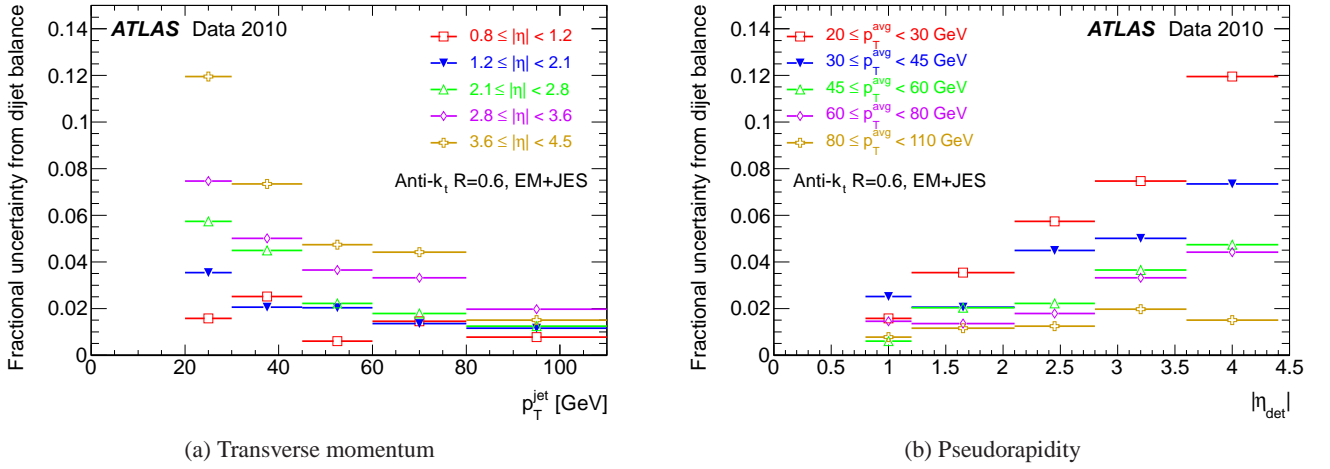 Fractional uncertainty from dijet balance
0.14
0.12
0.1
0.08
0.06
0.04
0.02
0
ATLAS Data 2010
0.8 ≤ |η| < 1.2
1.2 ≤ |η| < 2.1
2.1 ≤ |η| < 2.8
2.8 ≤ |η| < 3.6
3.6 ≤ |η| < 4.5
Anti-k_t R=0.6, EM+JES
0 20 40 60 80 100
p_T^jet [GeV]
(a) Transverse momentum
Fractional uncertainty from dijet balance
0.14
0.12
0.1
0.08
0.06
0.04
0.02
0
ATLAS Data 2010
20 ≤ p_T^avg < 30 GeV
30 ≤ p_T^avg < 45 GeV
45 ≤ p_T^avg < 60 GeV
60 ≤ p_T^avg < 80 GeV
80 ≤ p_T^avg < 110 GeV
Anti-k_t R=0.6, EM+JES
0 0.5 1 1.5 2 2.5 3 3.5 4 4.5
|η_det|
(b) Pseudorapidity